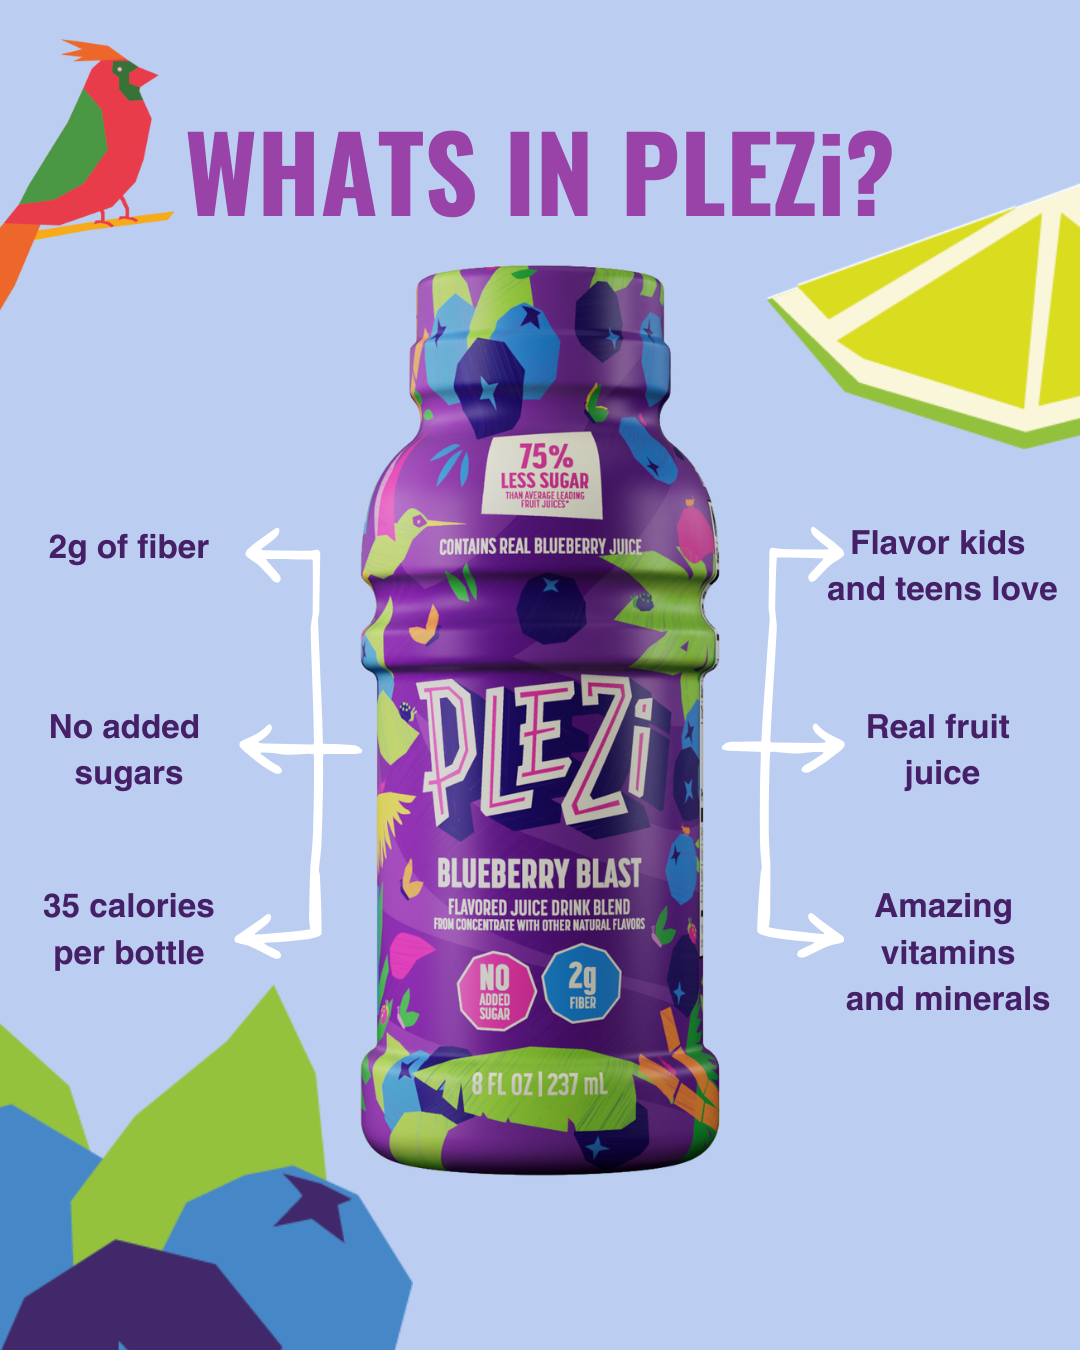 WHATS IN PLEZi?
75%
LESS SUGAR
THAN AVERAGE LEADING
FRUIT JUICES*
CONTAINS REAL BLUEBERRY JUICE
PLEZi
BLUEBERRY BLAST
FLAVORED JUICE DRINK BLEND
FROM CONCENTRATE WITH OTHER NATURAL FLAVORS
NO
ADDED
SUGAR
2g
FIBER
8 FL OZ | 237 mL
2g of fiber
No added
sugars
35 calories
per bottle
Flavor kids
and teens love
Real fruit
juice
Amazing
vitamins
and minerals